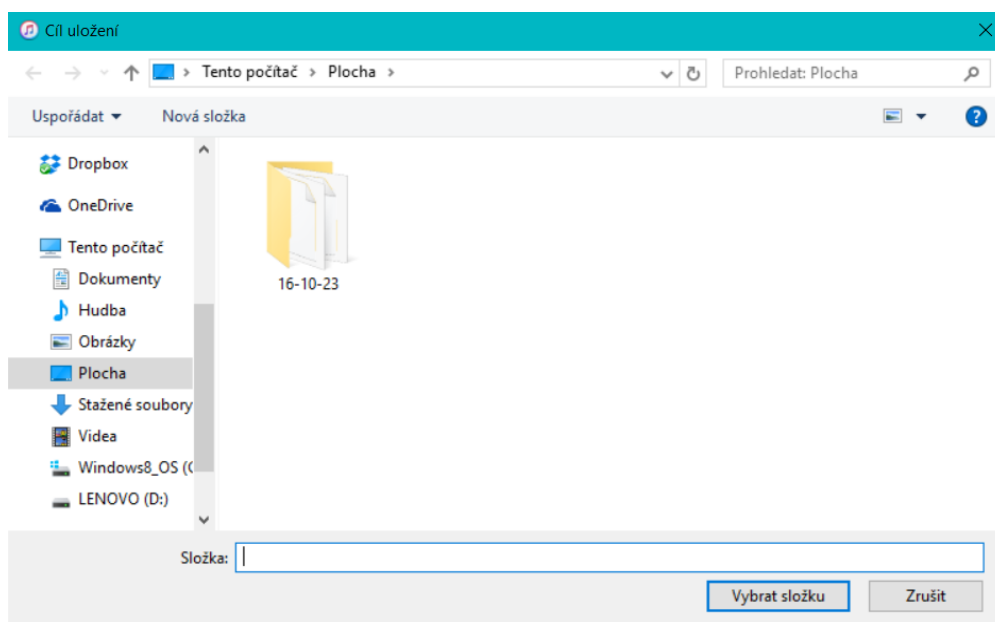 Cíl uložení
Tento počítač > Plocha >
Prohledat: Plocha
Uspořádat
Nová složka
?
Dropbox
OneDrive
Tento počítač
Dokumenty
Hudba
Obrázky
Plocha
Stažené soubory
Videa
Windows8_OS (C
LENOVO (D:)
16-10-23
Složka:
Vybrat složku
Zrušit